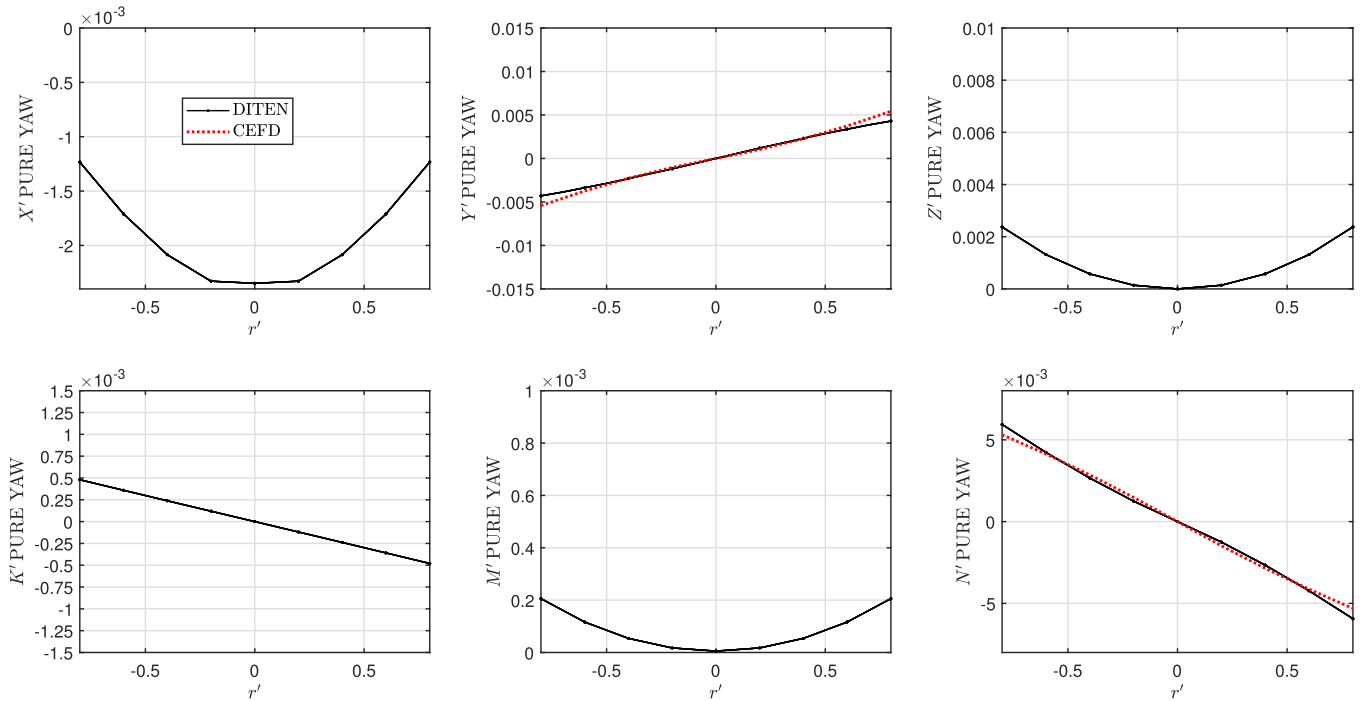 ×10⁻³
0
-0.5
-1
-1.5
-2
X′ PURE YAW
DITEN
CEFD
-0.5 0 0.5
r′
0.015
0.01
0.005
0
-0.005
-0.01
-0.015
Y′ PURE YAW
-0.5 0 0.5
r′
0.01
0.008
0.006
0.004
0.002
0
Z′ PURE YAW
-0.5 0 0.5
r′
×10⁻³
1.5
1.25
1
0.75
0.5
0.25
0
-0.25
-0.5
-0.75
-1
-1.25
-1.5
K′ PURE YAW
-0.5 0 0.5
r′
×10⁻³
1
0.8
0.6
0.4
0.2
0
M′ PURE YAW
-0.5 0 0.5
r′
×10⁻³
5
0
-5
N′ PURE YAW
-0.5 0 0.5
r′